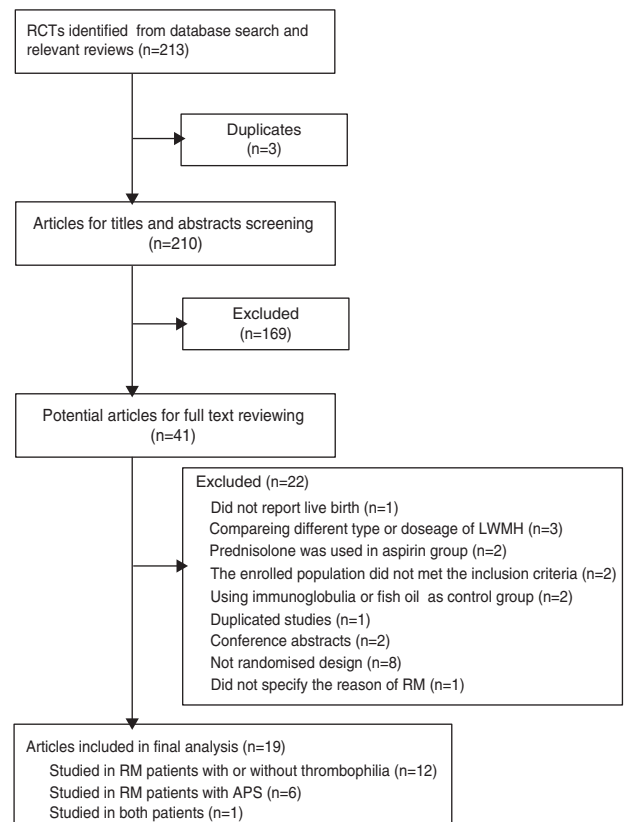 RCTs identified from database search and
relevant reviews (n=213)
Duplicates
(n=3)
Articles for titles and abstracts screening
(n=210)
Excluded
(n=169)
Potential articles for full text reviewing
(n=41)
Excluded (n=22)
Did not report live birth (n=1)
Compareing different type or doseage of LWMH (n=3)
Prednisolone was used in aspirin group (n=2)
The enrolled population did not met the inclusion criteria (n=2)
Using immunoglobulia or fish oil as control group (n=2)
Duplicated studies (n=1)
Conference abstracts (n=2)
Not randomised design (n=8)
Did not specify the reason of RM (n=1)
Articles included in final analysis (n=19)
Studied in RM patients with or without thrombophilia (n=12)
Studied in RM patients with APS (n=6)
Studied in both patients (n=1)